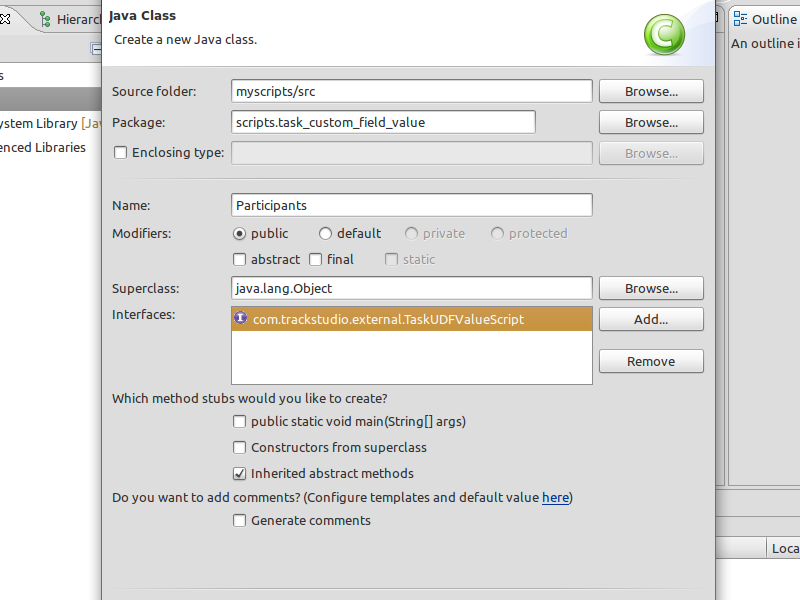 Java Class
Hierarc
Outline
Create a new Java class.
An outline i
Source folder: myscripts/src Browse...
s
Package: scripts.task_custom_field_value Browse...
ystem Library [Jav
Enclosing type: Browse...
enced Libraries
Name: Participants
Modifiers: public default private protected
abstract final static
Superclass: java.lang.Object Browse...
Interfaces: com.trackstudio.external.TaskUDFValueScript Add...
Remove
Which method stubs would you like to create?
public static void main(String[] args)
Constructors from superclass
Inherited abstract methods
Do you want to add comments? (Configure templates and default value here)
Generate comments
Loca